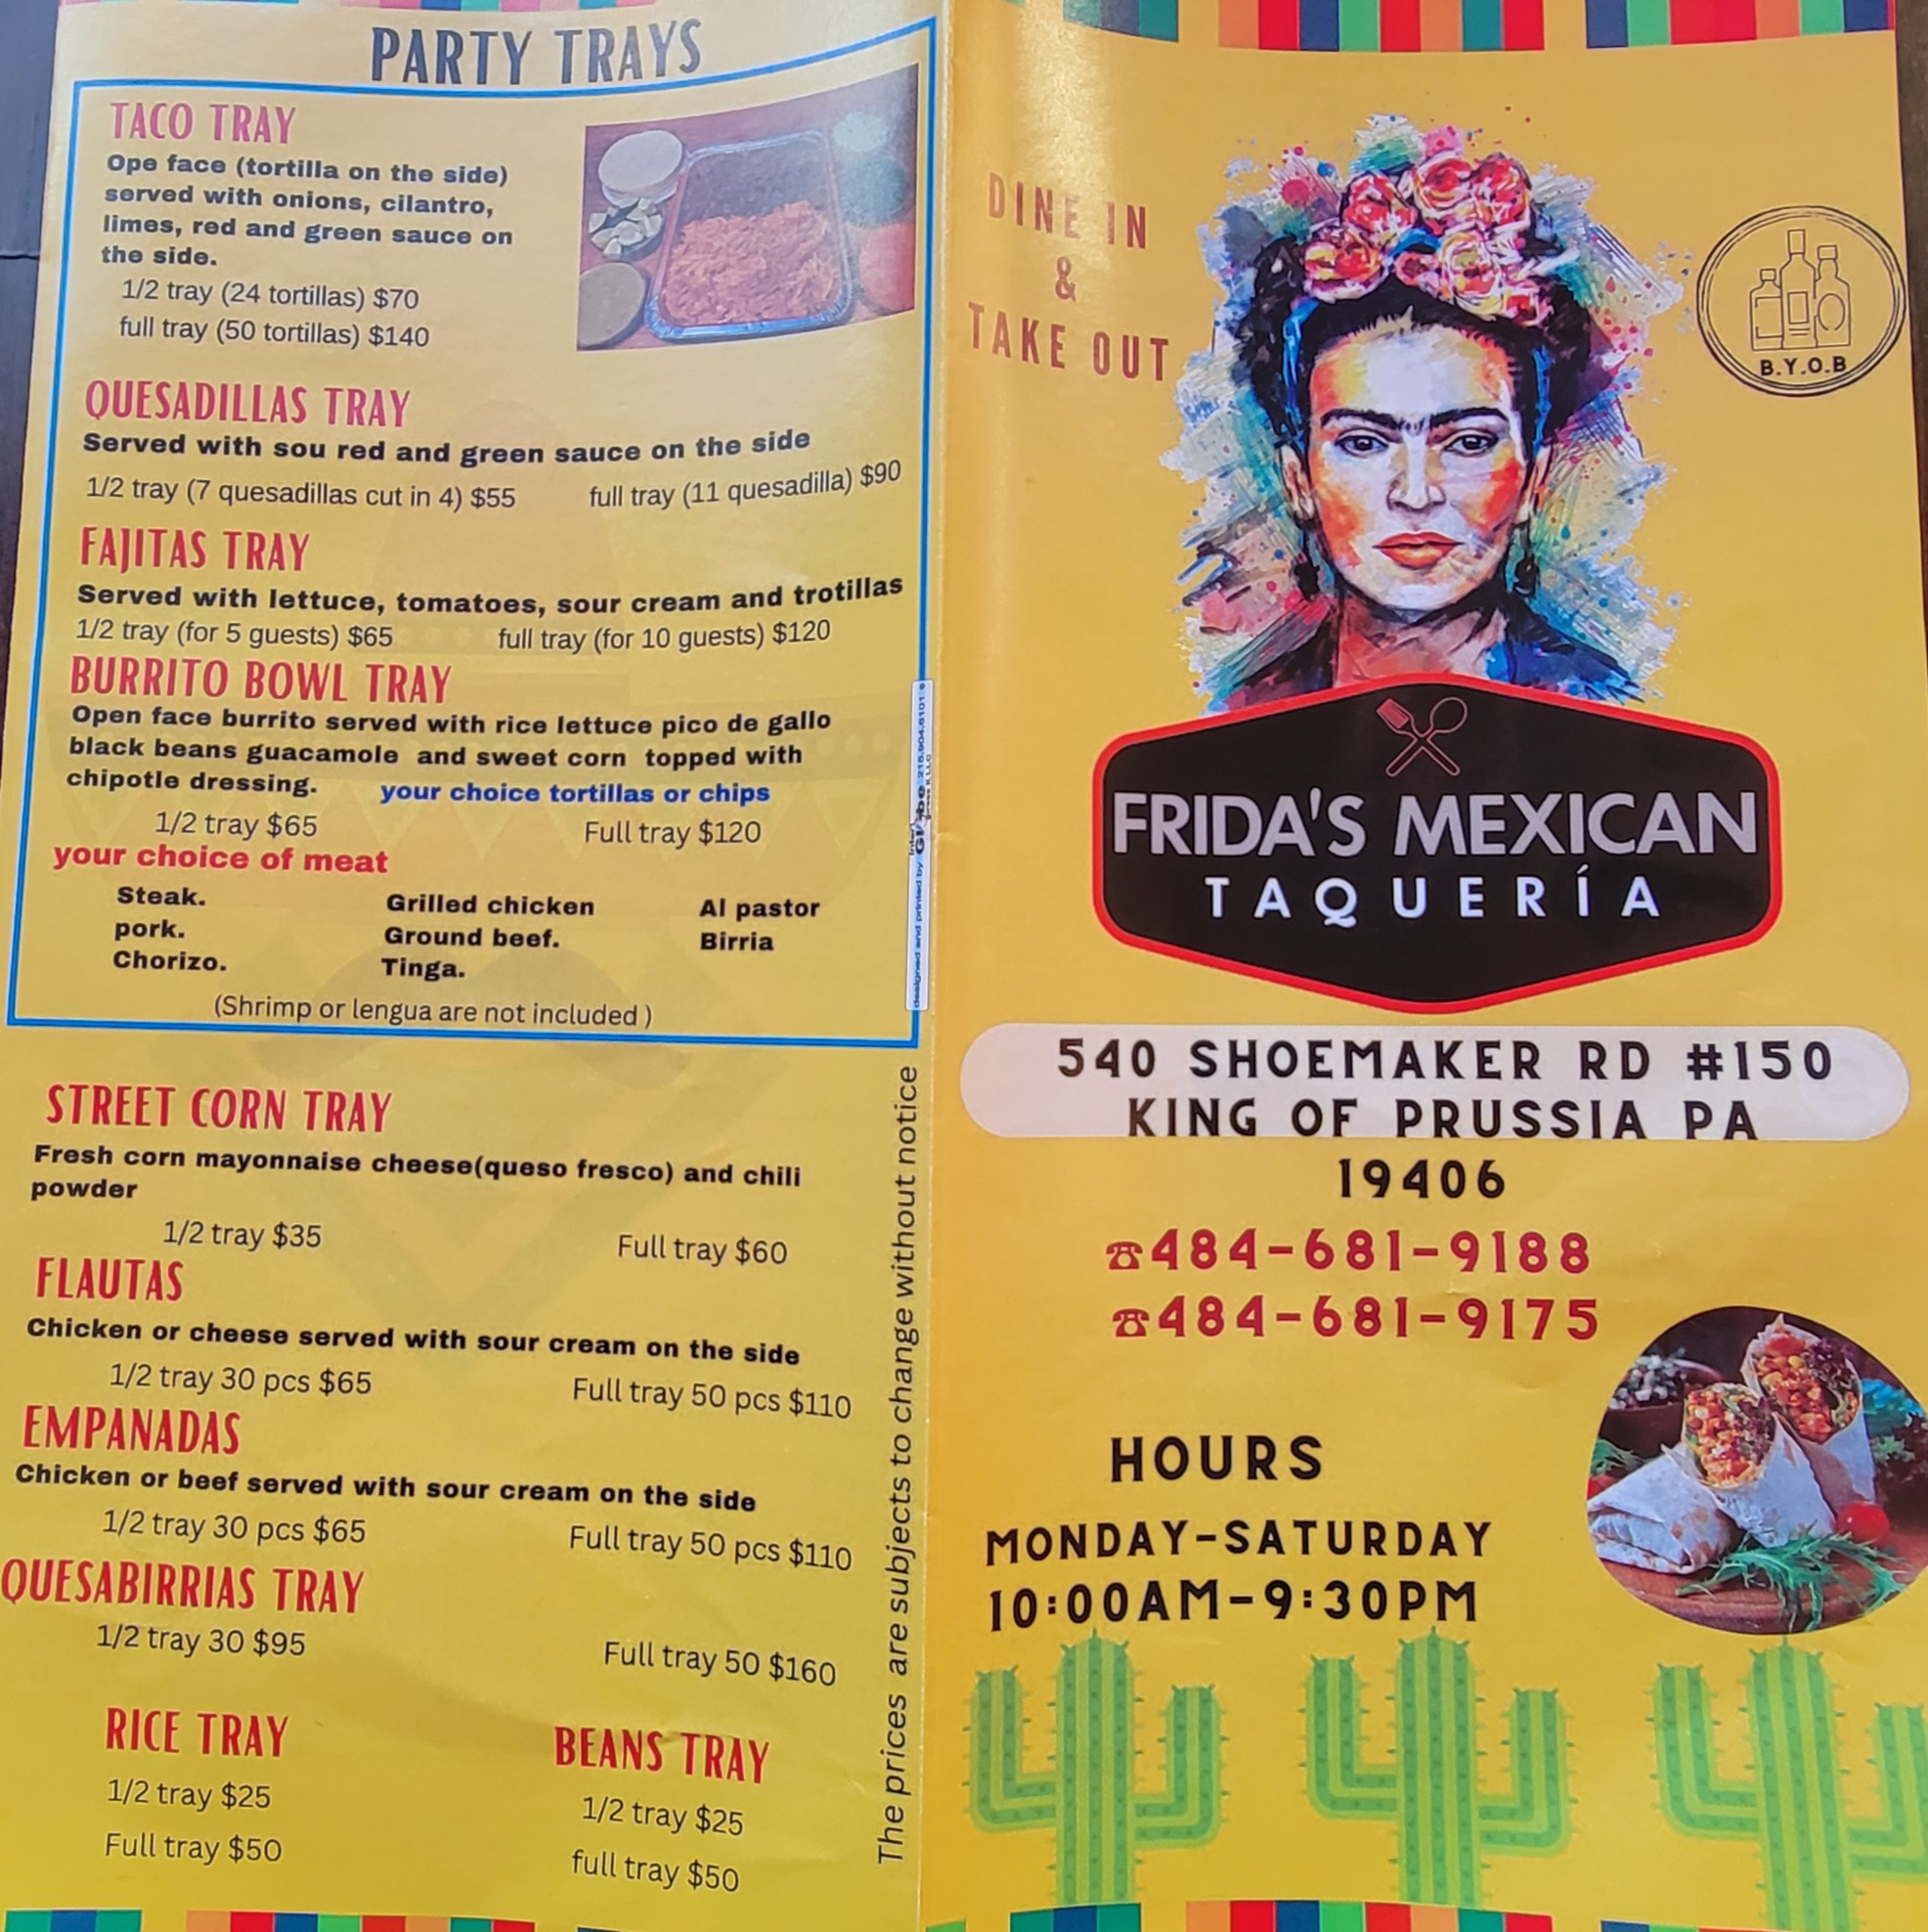 PARTY TRAYS
TACO TRAY
Ope face (tortilla on the side)
served with onions, cilantro,
limes, red and green sauce on
the side.
1/2 tray (24 tortillas) $70
full tray (50 tortillas) $140
QUESADILLAS TRAY
Served with sou red and green sauce on the side
1/2 tray (7 quesadillas cut in 4) $55 full tray (11 quesadilla) $90
FAJITAS TRAY
Served with lettuce, tomatoes, sour cream and trotillas
1/2 tray (for 5 guests) $65 full tray (for 10 guests) $120
BURRITO BOWL TRAY
Open face burrito served with rice lettuce pico de gallo
black beans guacamole and sweet corn topped with
chipotle dressing. your choice tortillas or chips
1/2 tray $65 Full tray $120
your choice of meat
Steak. Grilled chicken Al pastor
pork. Ground beef. Birria
Chorizo. Tinga.
(Shrimp or lengua are not included )
STREET CORN TRAY
Fresh corn mayonnaise cheese(queso fresco) and chili
powder
1/2 tray $35 Full tray $60
FLAUTAS
Chicken or cheese served with sour cream on the side
1/2 tray 30 pcs $65 Full tray 50 pcs $110
EMPANADAS
Chicken or beef served with sour cream on the side
1/2 tray 30 pcs $65 Full tray 50 pcs $110
QUESABIRRIAS TRAY
1/2 tray 30 $95 Full tray 50 $160
RICE TRAY BEANS TRAY
1/2 tray $25 1/2 tray $25
Full tray $50 full tray $50
The prices are subjects to change without notice
designed and printed by
DINE IN
&
TAKE OUT
B.Y.O.B
FRIDA'S MEXICAN
TAQUERÍA
540 SHOEMAKER RD #150
KING OF PRUSSIA PA
19406
☎484-681-9188
☎484-681-9175
HOURS
MONDAY-SATURDAY
10:00AM-9:30PM